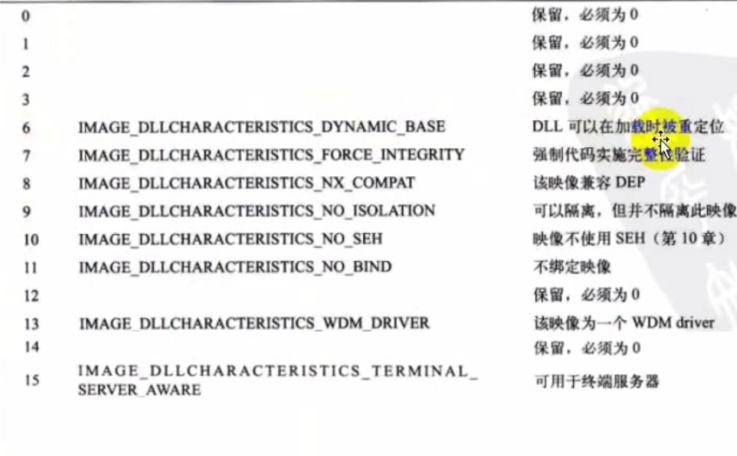 0 保留，必须为 0
1 保留，必须为 0
2 保留，必须为 0
3 保留，必须为 0
6 IMAGE_DLLCHARACTERISTICS_DYNAMIC_BASE DLL 可以在加载时被重定位
7 IMAGE_DLLCHARACTERISTICS_FORCE_INTEGRITY 强制代码实施完整性验证
8 IMAGE_DLLCHARACTERISTICS_NX_COMPAT 该映像兼容 DEP
9 IMAGE_DLLCHARACTERISTICS_NO_ISOLATION 可以隔离，但并不隔离此映像
10 IMAGE_DLLCHARACTERISTICS_NO_SEH 映像不使用 SEH（第 10 章）
11 IMAGE_DLLCHARACTERISTICS_NO_BIND 不绑定映像
12 保留，必须为 0
13 IMAGE_DLLCHARACTERISTICS_WDM_DRIVER 该映像为一个 WDM driver
14 保留，必须为 0
15 IMAGE_DLLCHARACTERISTICS_TERMINAL_ 可用于终端服务器
SERVER_AWARE